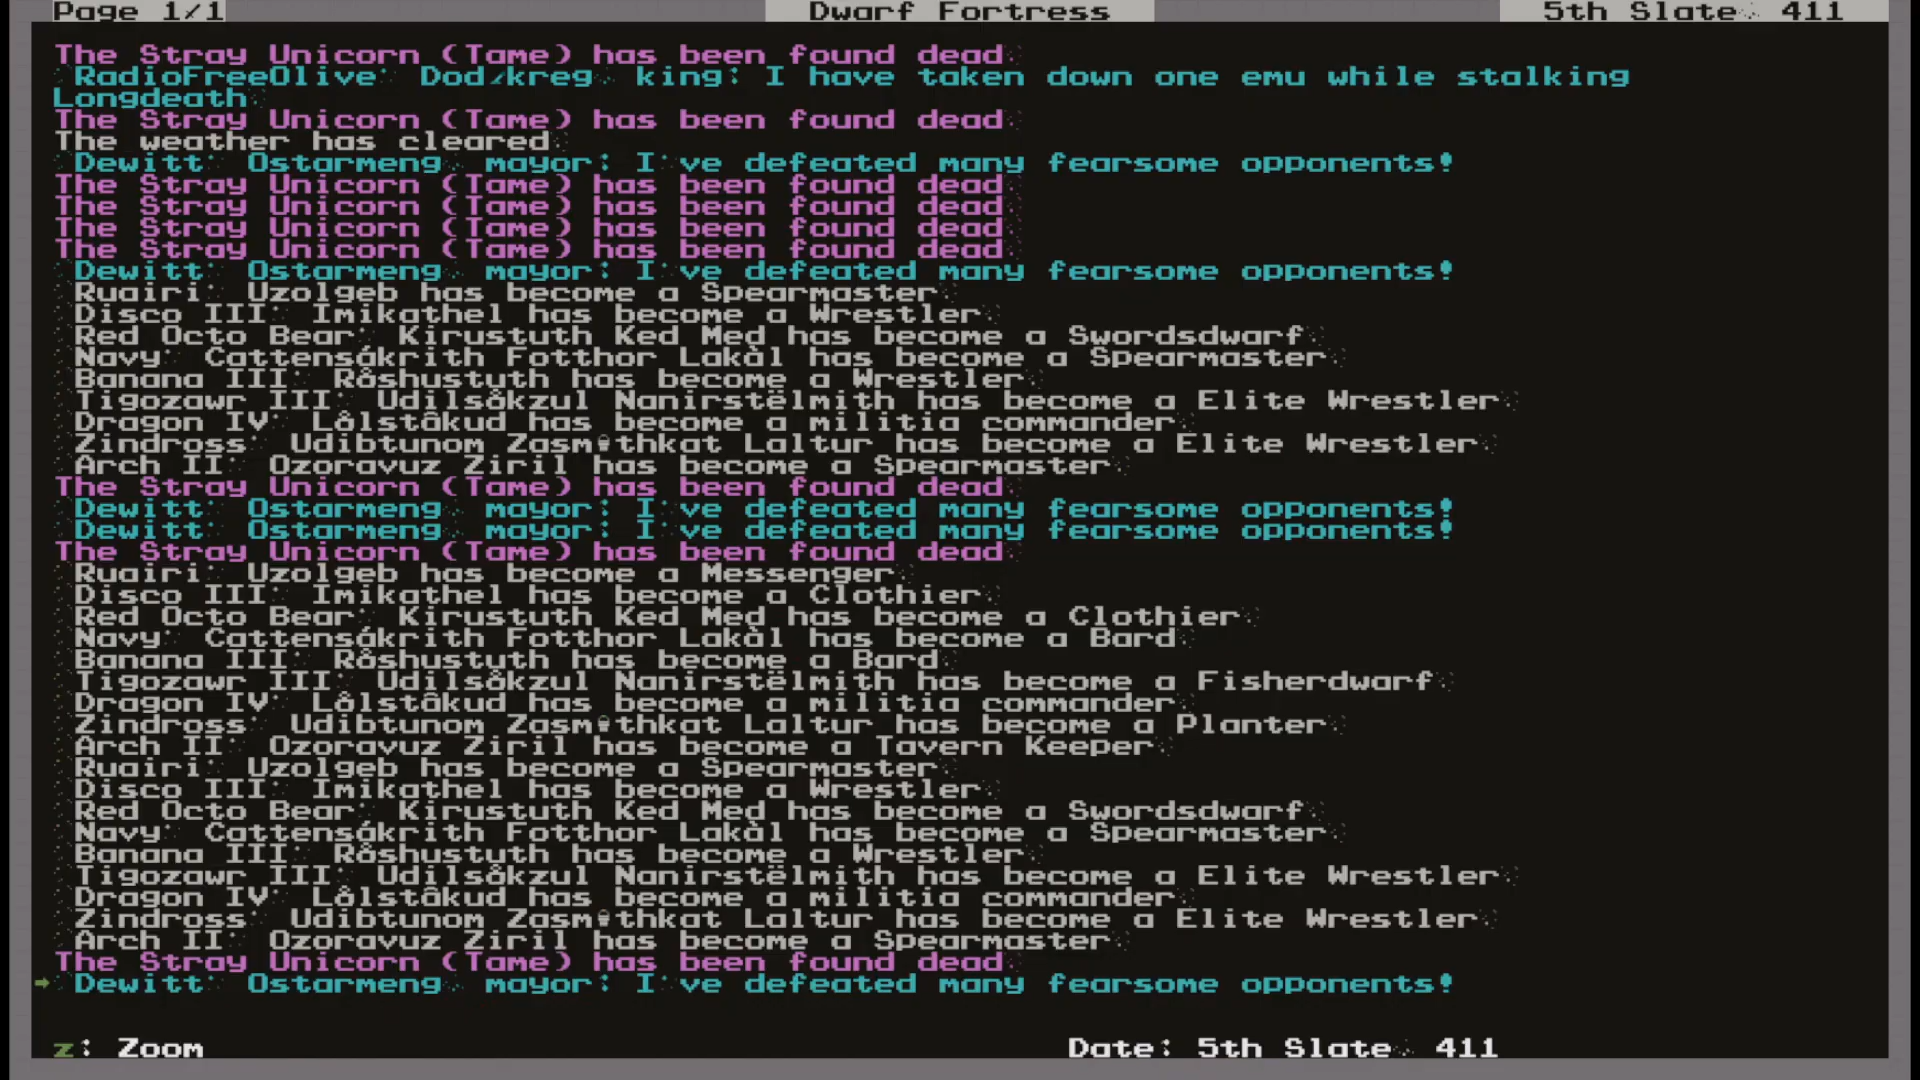 Page 1/1 Dwarf Fortress 5th Slate, 411
The Stray Unicorn (Tame) has been found dead.
`RadioFreeOlive' Dodókreg, king: I have taken down one emu while stalking
Longdeath.
The Stray Unicorn (Tame) has been found dead.
The weather has cleared.
`Dewitt' Ostarmeng, mayor: I've defeated many fearsome opponents!
The Stray Unicorn (Tame) has been found dead.
The Stray Unicorn (Tame) has been found dead.
The Stray Unicorn (Tame) has been found dead.
The Stray Unicorn (Tame) has been found dead.
`Dewitt' Ostarmeng, mayor: I've defeated many fearsome opponents!
`Ruairi' Uzolgeb has become a Spearmaster.
`Disco III' Imikathel has become a Wrestler.
`Red Octo Bear' Kirustuth Ked Med has become a Swordsdwarf.
`Navy' Cattensákrith Fotthor Lakàl has become a Spearmaster.
`Banana III' Råshustuth has become a Wrestler.
`Tigozawr III' Udilsåkzul Nanirstëlmith has become a Elite Wrestler.
`Dragon IV' Lålstâkud has become a militia commander.
`Zindross' Udibtunom Zasmòthkat Laltur has become a Elite Wrestler.
`Arch II' Ozoravuz Ziril has become a Spearmaster.
The Stray Unicorn (Tame) has been found dead.
`Dewitt' Ostarmeng, mayor: I've defeated many fearsome opponents!
`Dewitt' Ostarmeng, mayor: I've defeated many fearsome opponents!
The Stray Unicorn (Tame) has been found dead.
`Ruairi' Uzolgeb has become a Messenger.
`Disco III' Imikathel has become a Clothier.
`Red Octo Bear' Kirustuth Ked Med has become a Clothier.
`Navy' Cattensákrith Fotthor Lakàl has become a Bard.
`Banana III' Råshustuth has become a Bard.
`Tigozawr III' Udilsåkzul Nanirstëlmith has become a Fisherdwarf.
`Dragon IV' Lålstâkud has become a militia commander.
`Zindross' Udibtunom Zasmòthkat Laltur has become a Planter.
`Arch II' Ozoravuz Ziril has become a Tavern Keeper.
`Ruairi' Uzolgeb has become a Spearmaster.
`Disco III' Imikathel has become a Wrestler.
`Red Octo Bear' Kirustuth Ked Med has become a Swordsdwarf.
`Navy' Cattensákrith Fotthor Lakàl has become a Spearmaster.
`Banana III' Råshustuth has become a Wrestler.
`Tigozawr III' Udilsåkzul Nanirstëlmith has become a Elite Wrestler.
`Dragon IV' Lålstâkud has become a militia commander.
`Zindross' Udibtunom Zasmòthkat Laltur has become a Elite Wrestler.
`Arch II' Ozoravuz Ziril has become a Spearmaster.
The Stray Unicorn (Tame) has been found dead.
`Dewitt' Ostarmeng, mayor: I've defeated many fearsome opponents!
z: Zoom Date: 5th Slate, 411